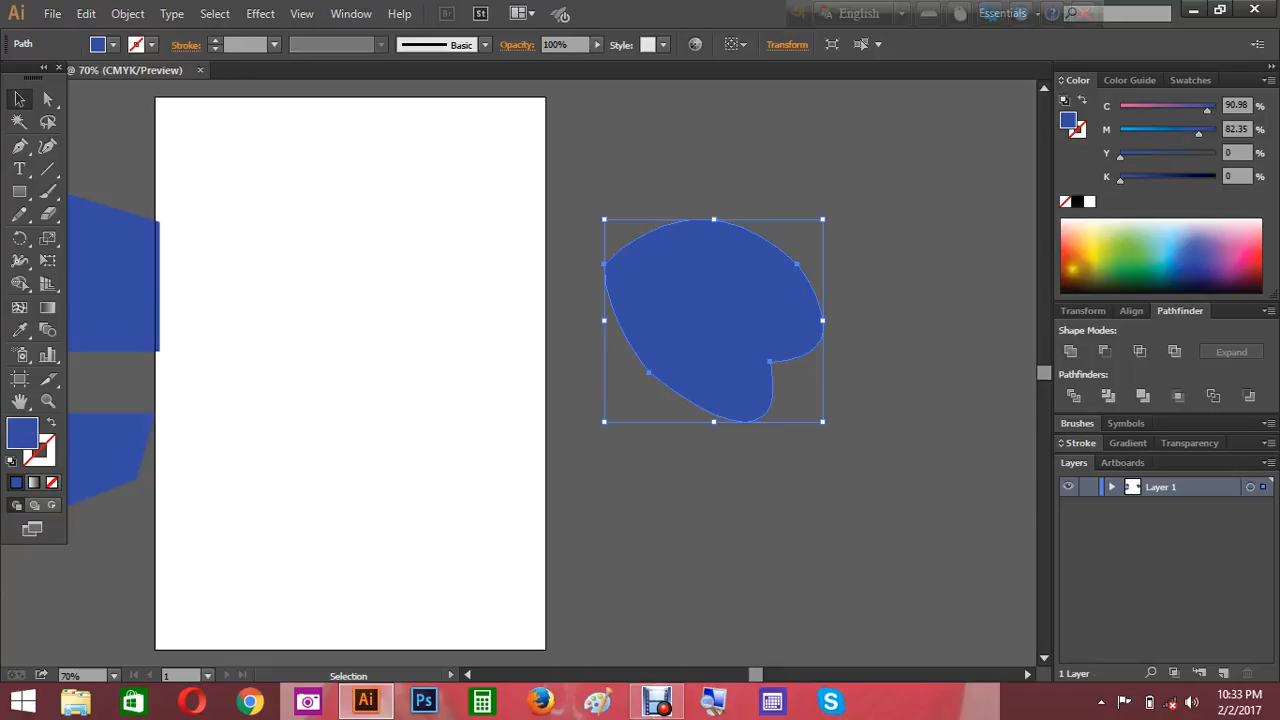 Ai File Edit Object Type Select Effect View Window Help Br St English Essentials
Path Stroke: Basic Opacity: 100% Style: Transform
@ 70% (CMYK/Preview) ×
Color Color Guide Swatches
C 90.98 %
M 82.35 %
Y 0 %
K 0 %
Transform Align Pathfinder
Shape Modes:
Expand
Pathfinders:
Brushes Symbols
Stroke Gradient Transparency
Layers Artboards
Layer 1
70% 1 Selection 1 Layer
Ai Ps 10:33 PM
2/2/2017